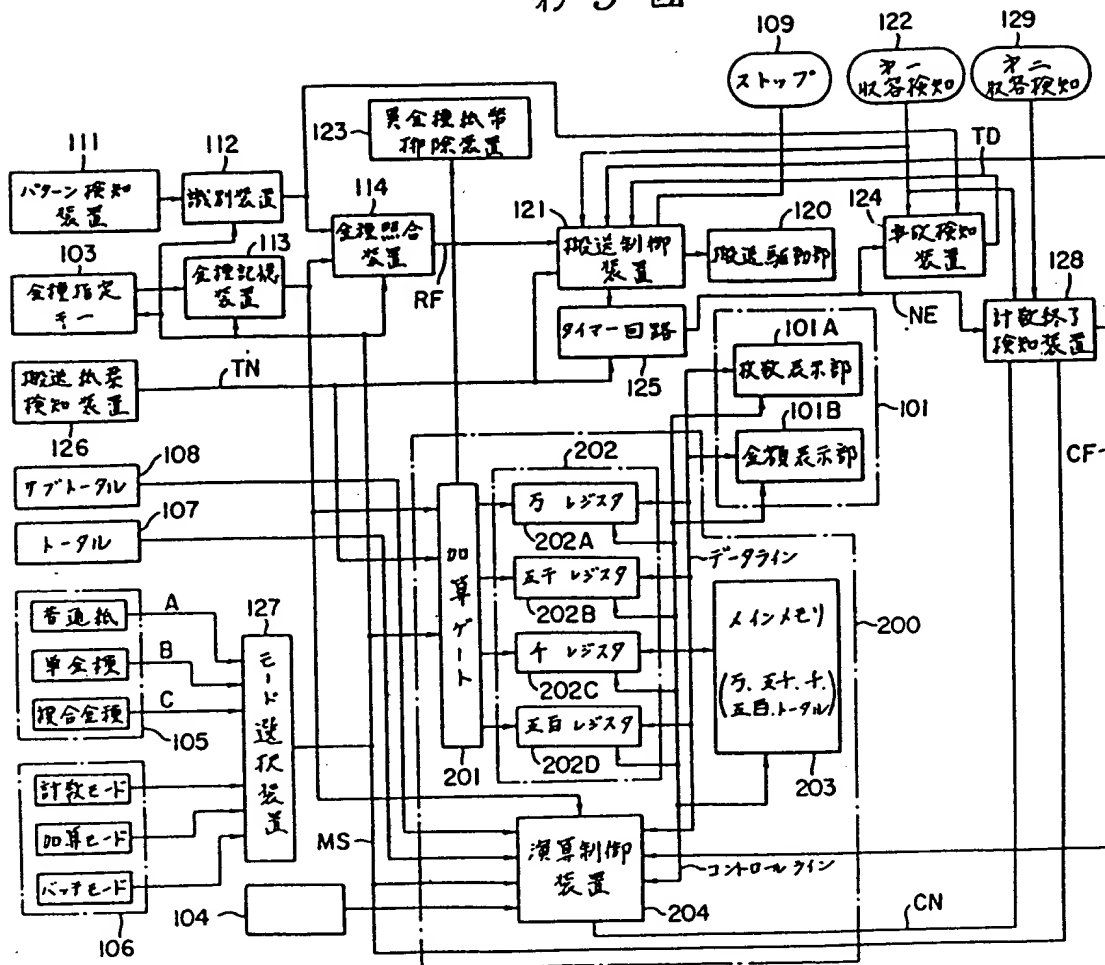 才5図
109
122
129
ストップ
才一
収容検知
才二
収容検知
123
異金種紙幣
排除装置
TD
111
パターン検知
装置
112
識別装置
114
金種照合
装置
121
搬送制御
装置
120
搬送駆動部
124
事故検知
装置
103
金種指定
キー
113
金種記憶
装置
RF
128
計数終了
検知装置
NE
タイマー回路
125
TN
搬送紙葉
検知装置
126
101A
枚数表示部
101B
金額表示部
101
CF
108
サブトータル
107
トータル
202
加算ゲート
201
万レジスタ
202A
五千レジスタ
202B
千レジスタ
202C
五百レジスタ
202D
データライン
メインメモリ
(万、五千、千、
五百、トータル)
203
200
普通紙
A
単金種
B
混合金種
C
105
127
モード選択装置
計数モード
加算モード
バッチモード
106
MS
104
演算制御
装置
204
コントロールライン
CN